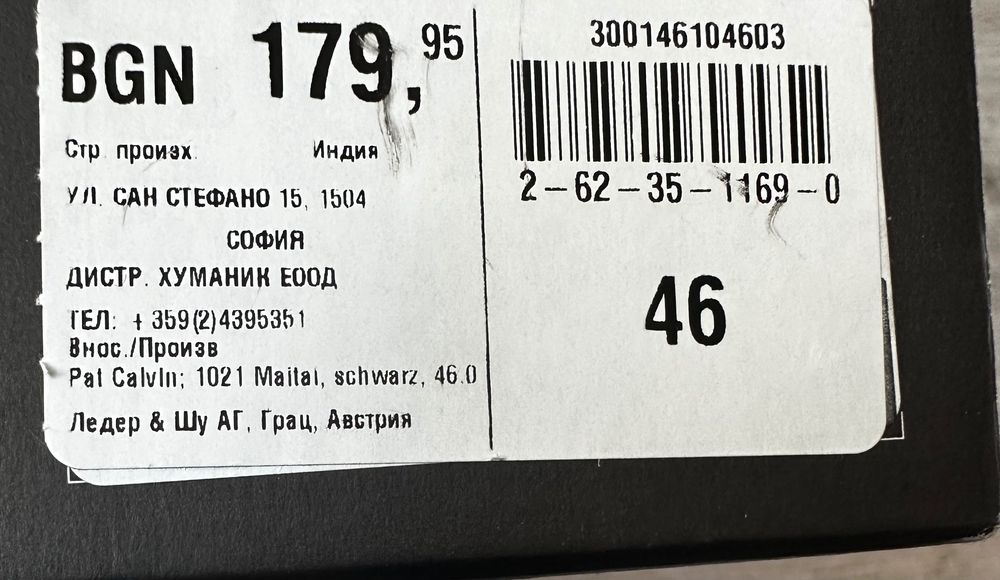 BGN 179,95
Стр произх. Индия
УЛ. САН СТЕФАНО 15, 1504
СОФИЯ
ДИСТР. ХУМАНИК ЕООД
ТЕЛ: + 359(2)4395351
Внос./Произв
Pat Calvin; 1021 Maital, schwarz, 46.0
Ледер & Шу АГ, Грац, Австрия
300146104603
2-62-35-1169-0
46